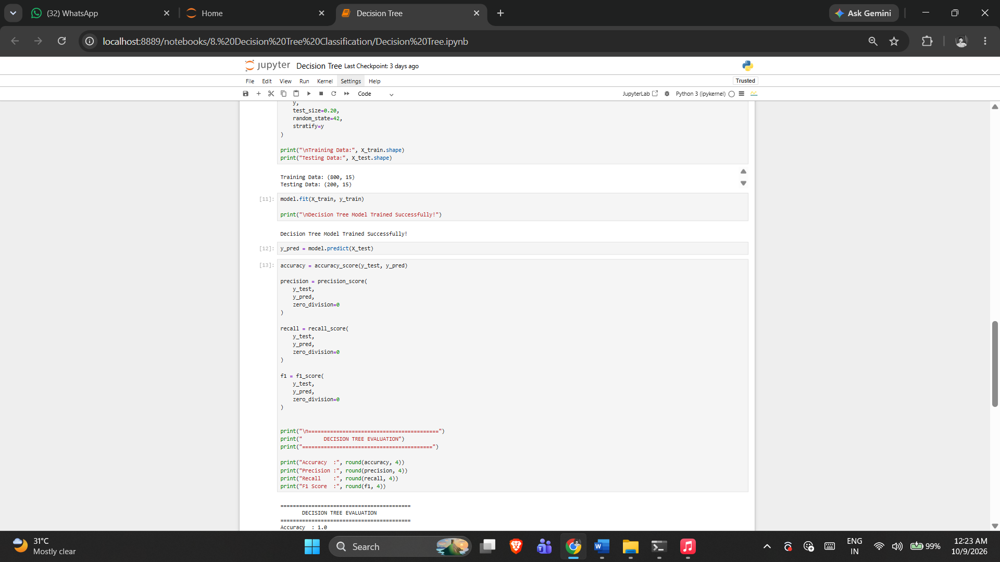 (32) WhatsApp
Home
Decision Tree
Ask Gemini
localhost:8889/notebooks/8.%20Decision%20Tree%20Classification/Decision%20Tree.ipynb
jupyter Decision Tree Last Checkpoint: 3 days ago
File Edit View Run Kernel Settings Help
Trusted
Code
JupyterLab
Python 3 (ipykernel)
y,
test_size=0.20,
random_state=42,
stratify=y
)
print("\nTraining Data:", X_train.shape)
print("Testing Data:", X_test.shape)
Training Data: (800, 15)
Testing Data: (200, 15)
[11]: model.fit(X_train, y_train)
print("\nDecision Tree Model Trained Successfully!")
Decision Tree Model Trained Successfully!
[12]: y_pred = model.predict(X_test)
[13]: accuracy = accuracy_score(y_test, y_pred)
precision = precision_score(
y_test,
y_pred,
zero_division=0
)
recall = recall_score(
y_test,
y_pred,
zero_division=0
)
f1 = f1_score(
y_test,
y_pred,
zero_division=0
)
print("\n==========================================")
print("       DECISION TREE EVALUATION")
print("==========================================")
print("Accuracy  :", round(accuracy, 4))
print("Precision :", round(precision, 4))
print("Recall    :", round(recall, 4))
print("F1 Score  :", round(f1, 4))
==========================================
DECISION TREE EVALUATION
==========================================
Accuracy  : 1.0
31°C
Mostly clear
Search
ENG
IN
99%
12:23 AM
10/9/2026